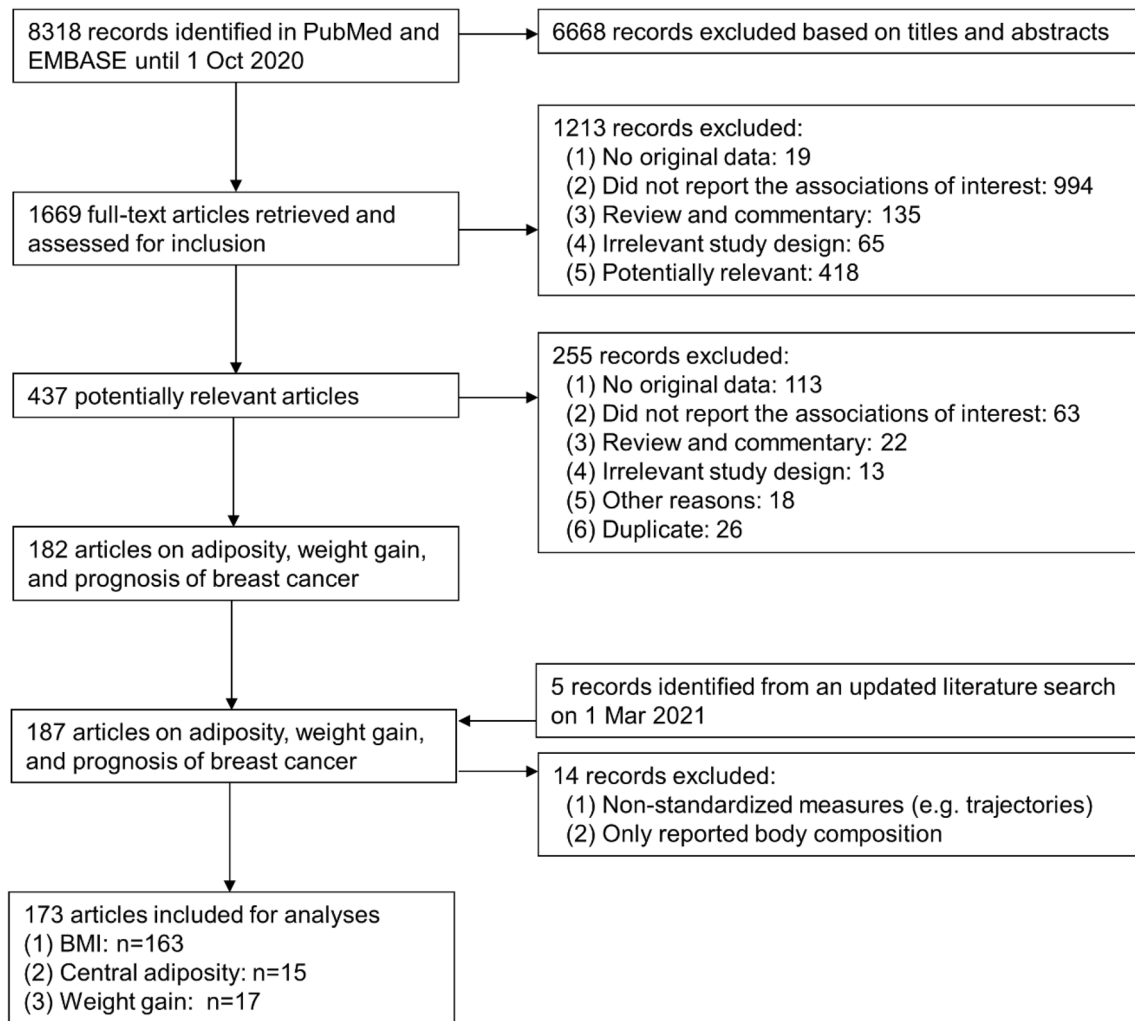 8318 records identified in PubMed and
EMBASE until 1 Oct 2020
6668 records excluded based on titles and abstracts
1213 records excluded:
(1) No original data: 19
(2) Did not report the associations of interest: 994
(3) Review and commentary: 135
(4) Irrelevant study design: 65
(5) Potentially relevant: 418
1669 full-text articles retrieved and
assessed for inclusion
255 records excluded:
(1) No original data: 113
(2) Did not report the associations of interest: 63
(3) Review and commentary: 22
(4) Irrelevant study design: 13
(5) Other reasons: 18
(6) Duplicate: 26
437 potentially relevant articles
182 articles on adiposity, weight gain,
and prognosis of breast cancer
5 records identified from an updated literature search
on 1 Mar 2021
187 articles on adiposity, weight gain,
and prognosis of breast cancer
14 records excluded:
(1) Non-standardized measures (e.g. trajectories)
(2) Only reported body composition
173 articles included for analyses
(1) BMI: n=163
(2) Central adiposity: n=15
(3) Weight gain: n=17